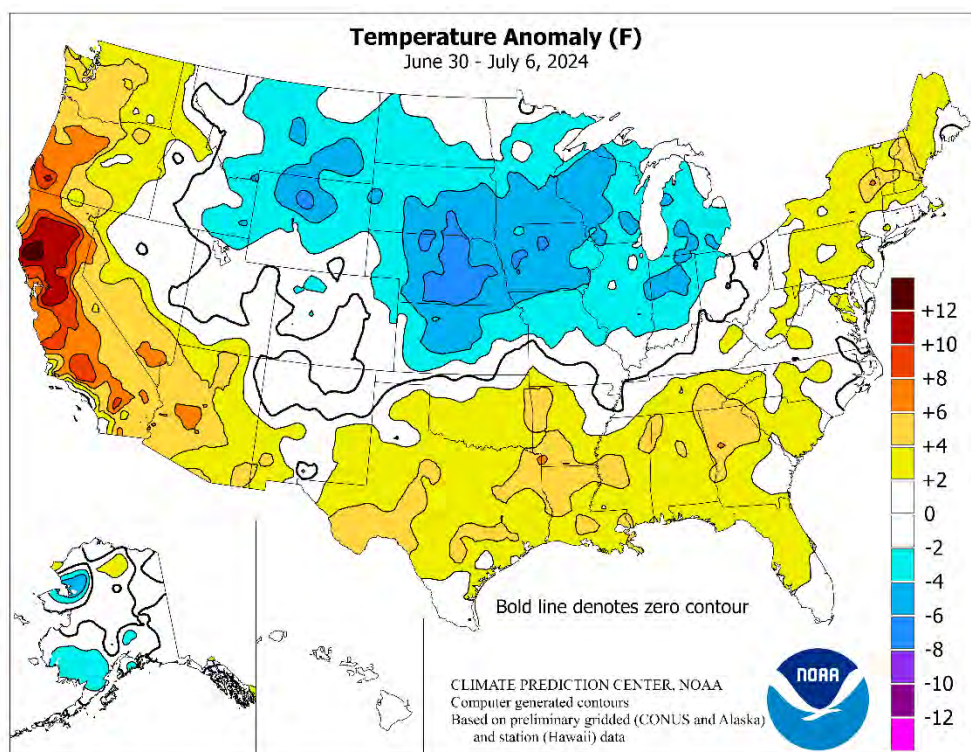 Temperature Anomaly (F)
June 30 - July 6, 2024
+12
+10
+8
+6
+4
+2
0
-2
-4
-6
-8
-10
-12
Bold line denotes zero contour
CLIMATE PREDICTION CENTER, NOAA
Computer generated contours
Based on preliminary gridded (CONUS and Alaska)
and station (Hawaii) data
NOAA